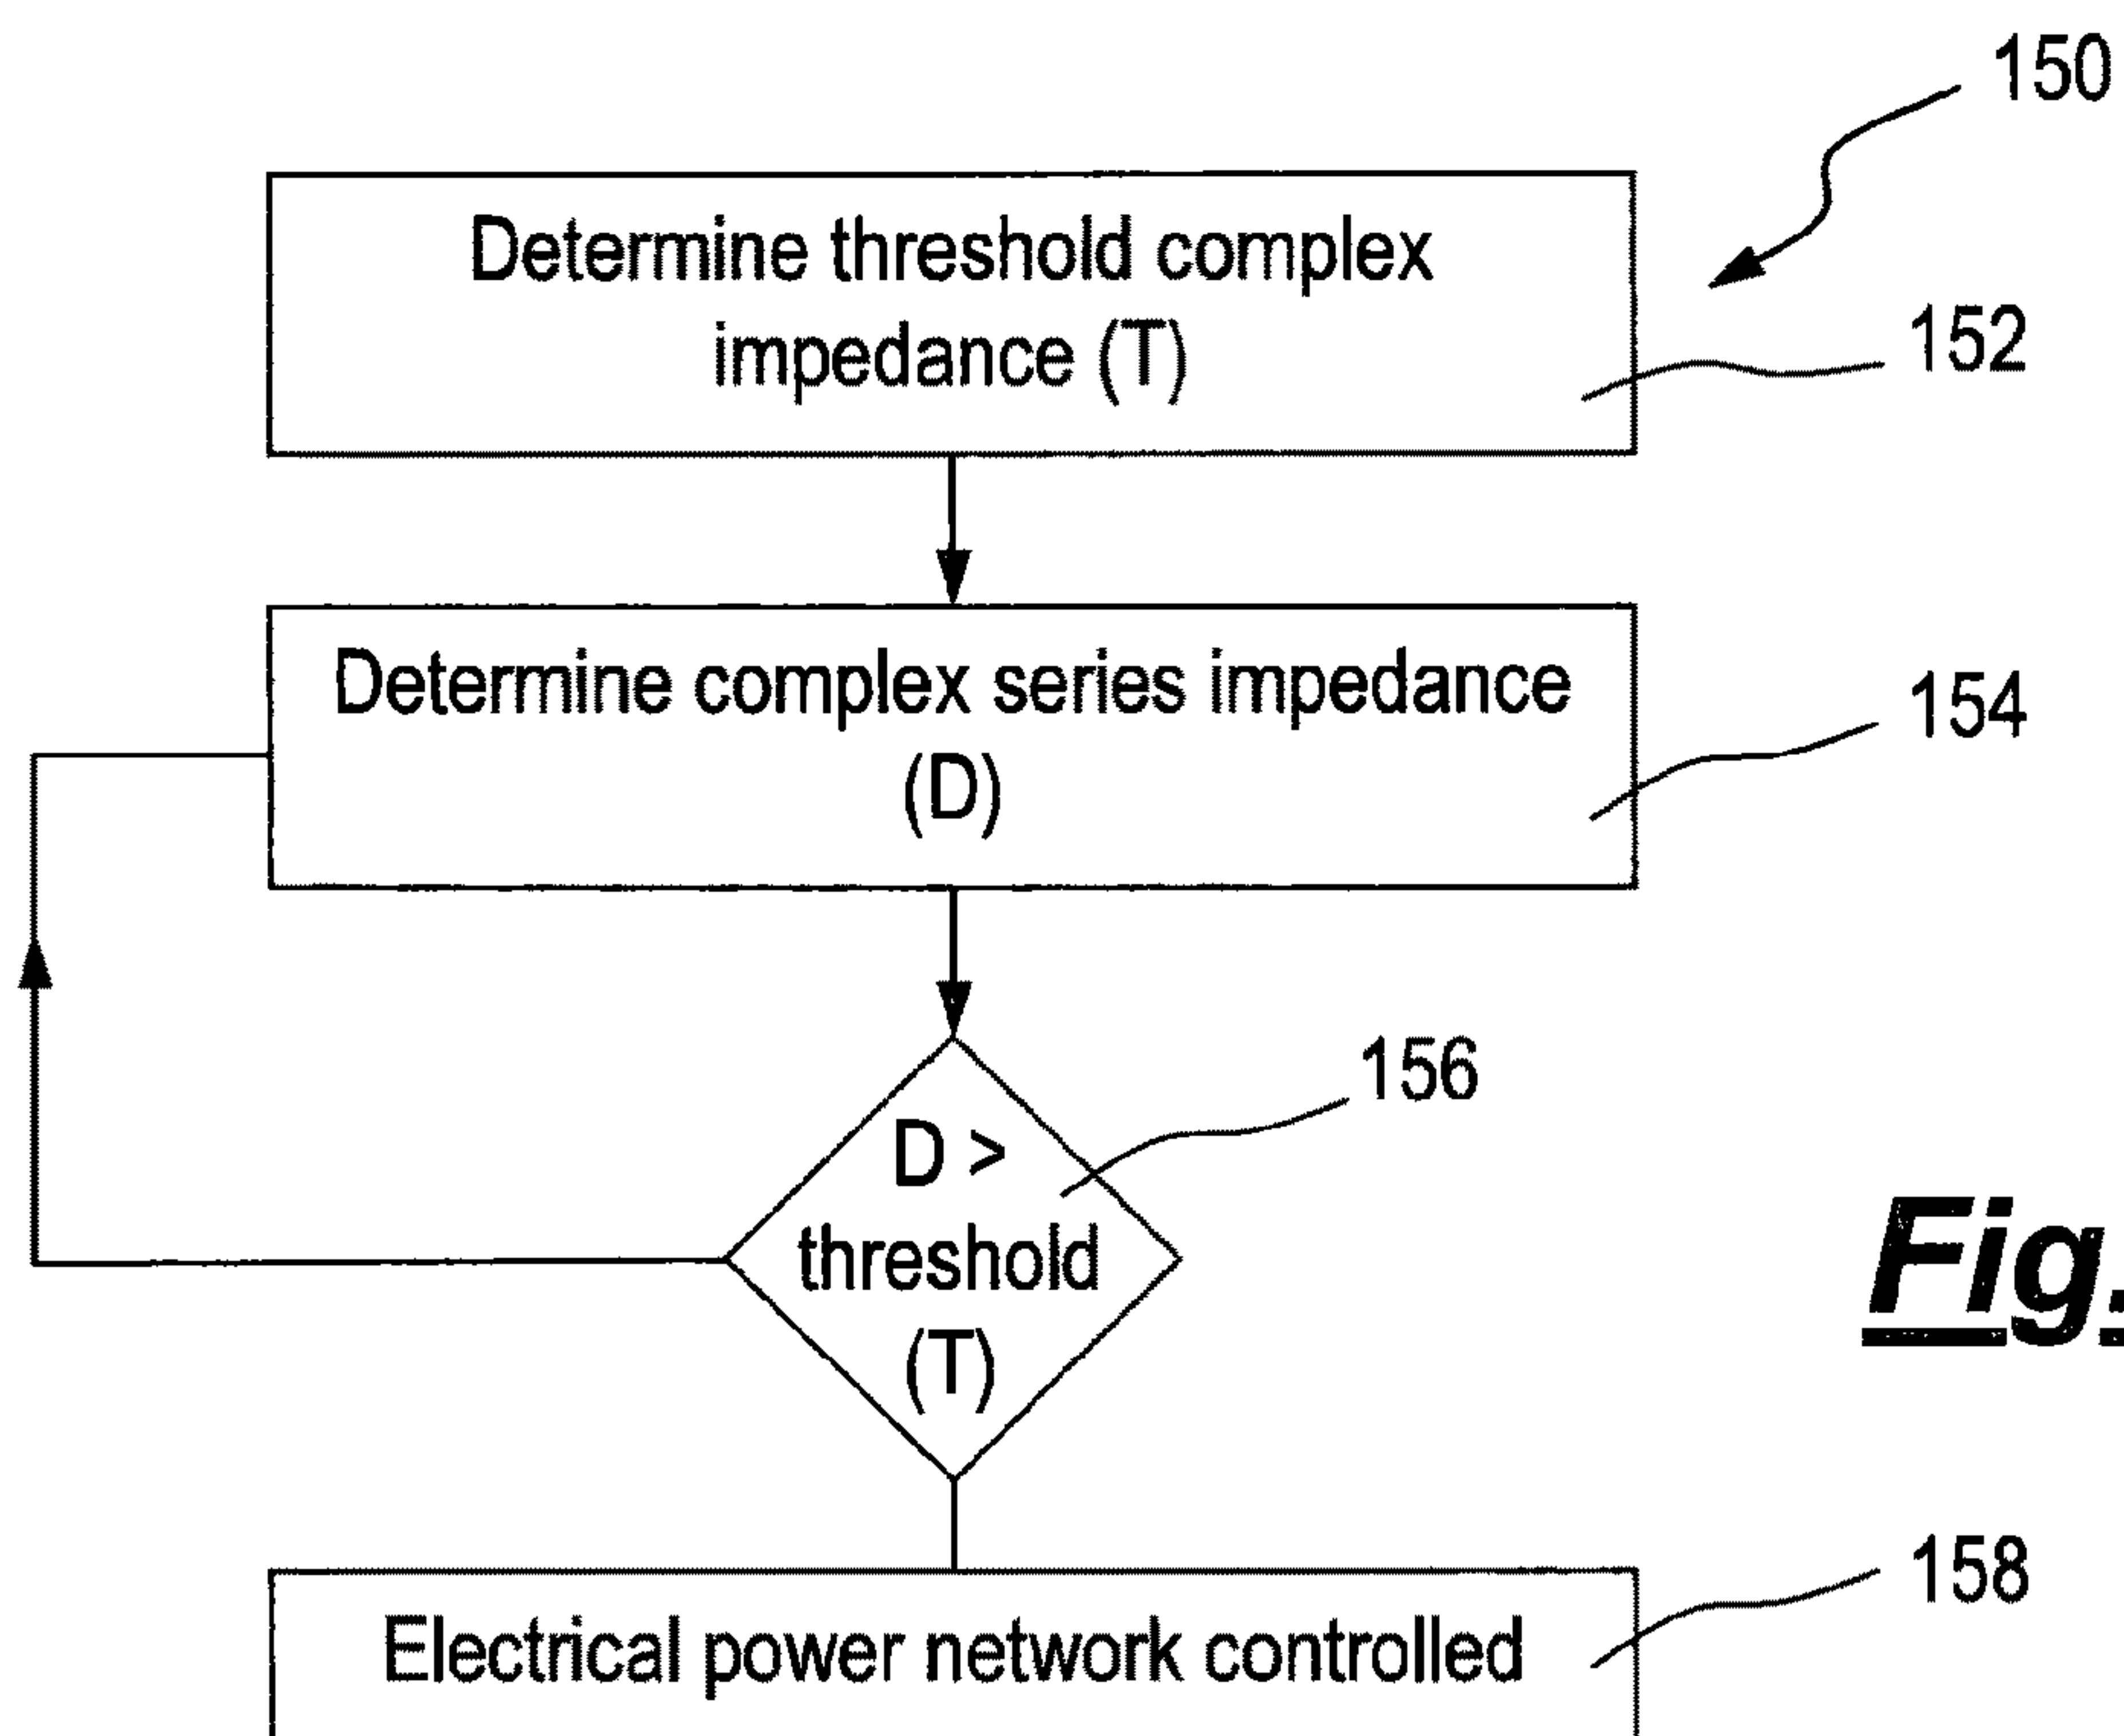 150
Determine threshold complex
impedance (T)
152
Determine complex series impedance
(D)
154
156
D >
threshold
(T)
Fig.
158
Electrical power network controlled